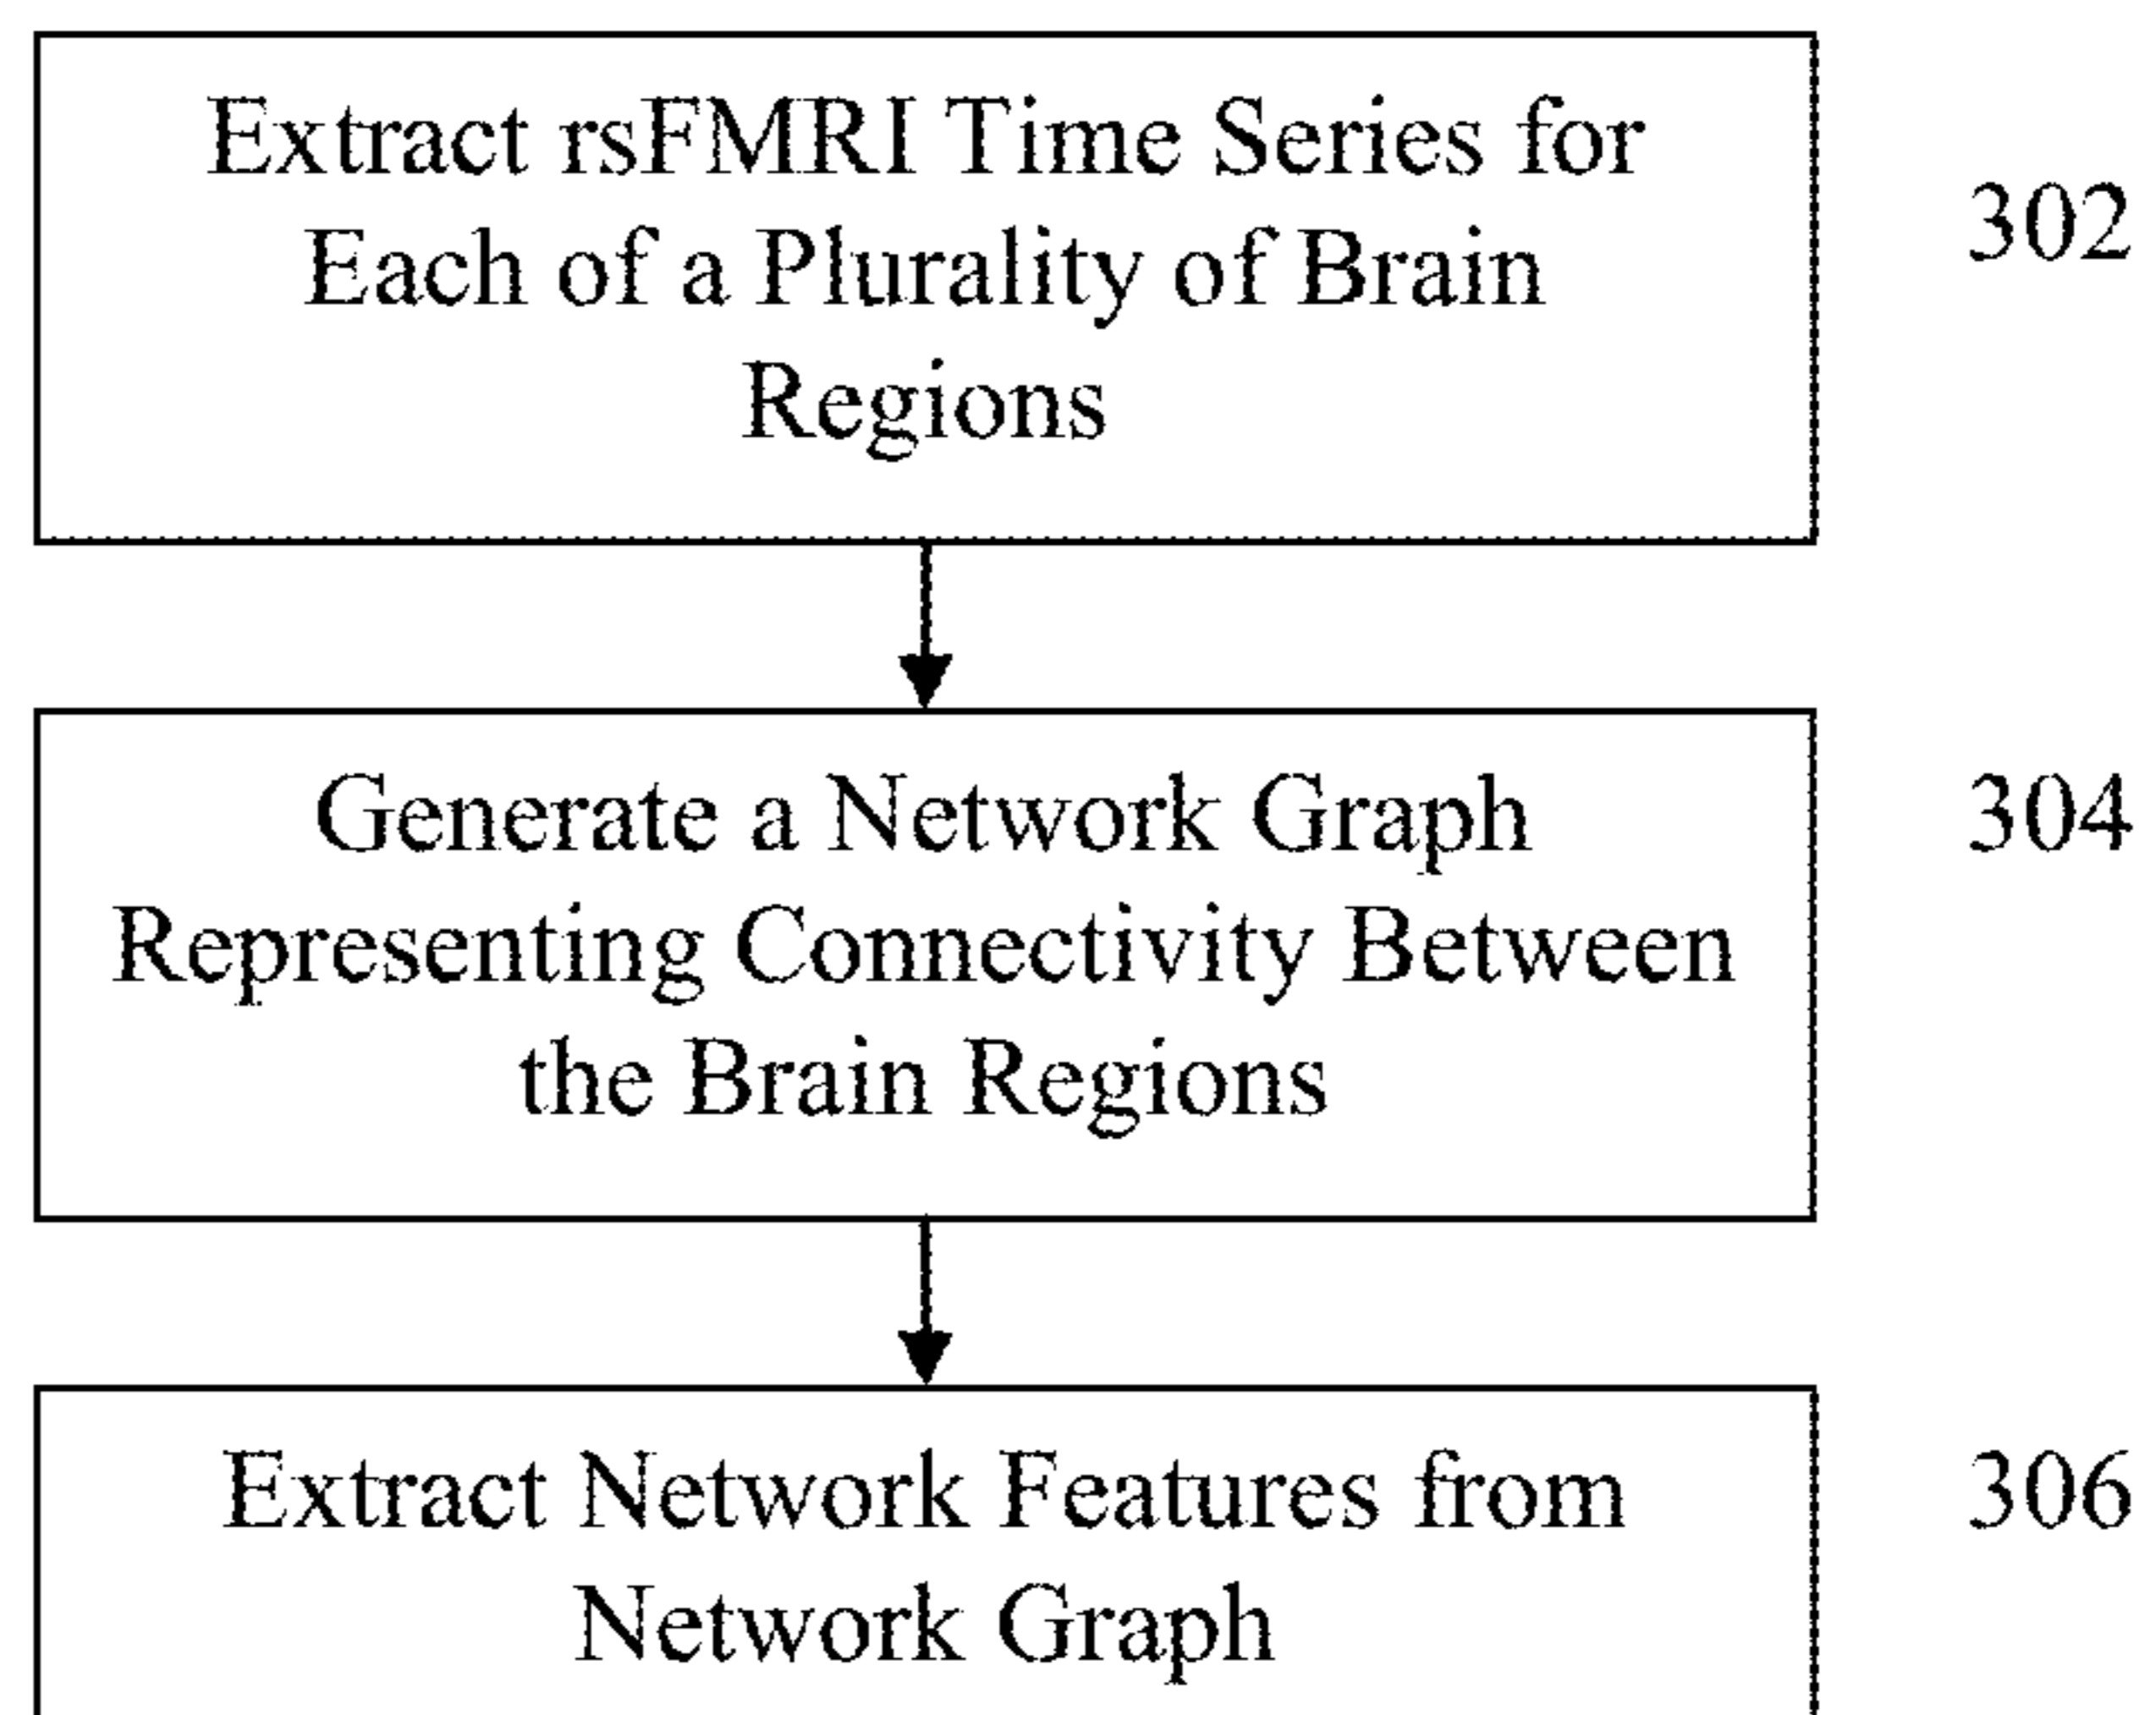 Extract rsFMRI Time Series for
Each of a Plurality of Brain
Regions
302
Generate a Network Graph
Representing Connectivity Between
the Brain Regions
304
Extract Network Features from
Network Graph
306